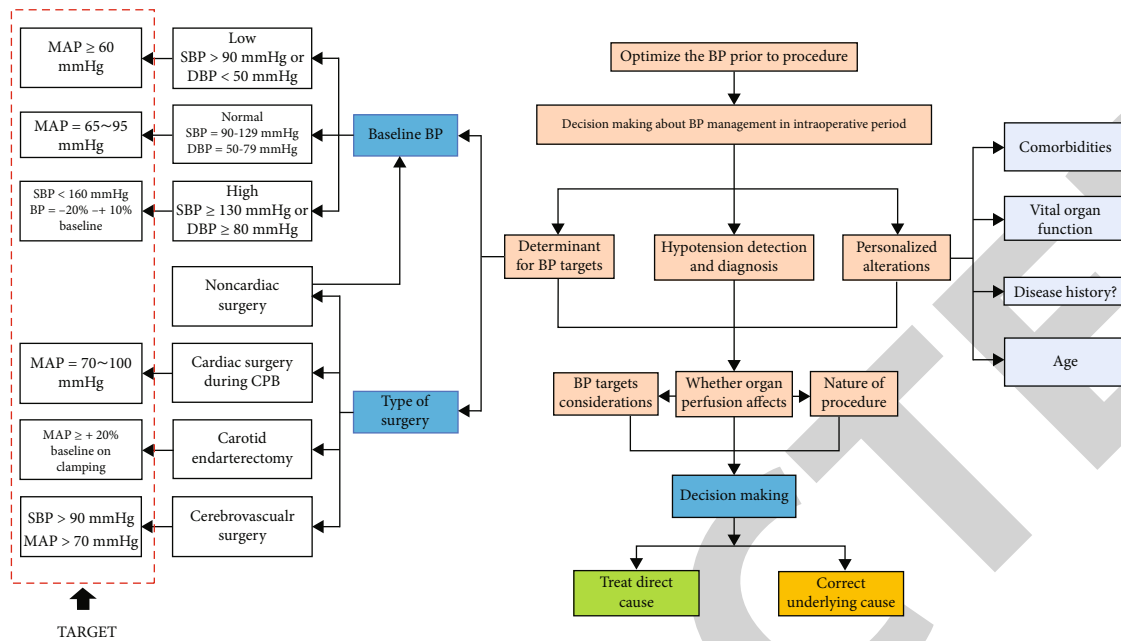 MAP ≥ 60
mmHg
Low
SBP > 90 mmHg or
DBP < 50 mmHg
MAP = 65~95
mmHg
Normal
SBP = 90-129 mmHg
DBP = 50-79 mmHg
Baseline BP
SBP < 160 mmHg
BP = –20% –+ 10%
baseline
High
SBP ≥ 130 mmHg or
DBP ≥ 80 mmHg
Noncardiac
surgery
MAP = 70~100
mmHg
Cardiac surgery
during CPB
Type of
surgery
MAP ≥ + 20%
baseline on
clamping
Carotid
endarterectomy
SBP > 90 mmHg
MAP > 70 mmHg
Cerebrovascualr
surgery
TARGET
Optimize the BP prior to procedure
Decision making about BP management in intraoperative period
Determinant
for BP targets
Hypotension detection
and diagnosis
Personalized
alterations
Comorbidities
Vital organ
function
Disease history?
Age
BP targets
considerations
Whether organ
perfusion affects
Nature of
procedure
Decision making
Treat direct
cause
Correct
underlying cause
CTE